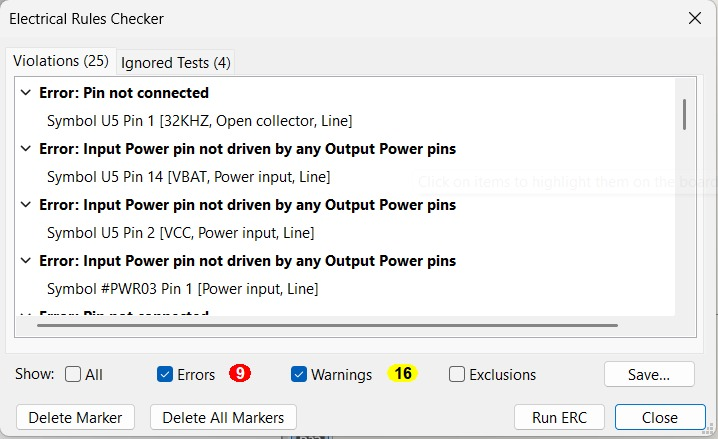 Electrical Rules Checker
Violations (25)
Ignored Tests (4)
Error: Pin not connected
Symbol U5 Pin 1 [32KHZ, Open collector, Line]
Error: Input Power pin not driven by any Output Power pins
Symbol U5 Pin 14 [VBAT, Power input, Line]
Click on items to highlight them on the board
Error: Input Power pin not driven by any Output Power pins
Symbol U5 Pin 2 [VCC, Power input, Line]
Error: Input Power pin not driven by any Output Power pins
Symbol #PWR03 Pin 1 [Power input, Line]
Error: Pin not connected
Show: All Errors 9 Warnings 16 Exclusions Save...
Delete Marker Delete All Markers Run ERC Close